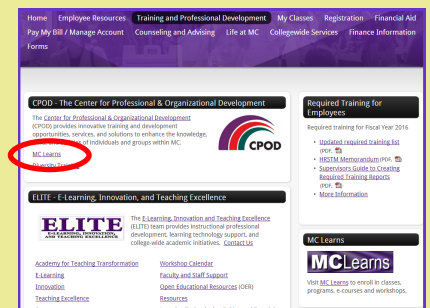 Home Employee Resources Training and Professional Development My Classes Registration Financial Aid
Pay My Bill / Manage Account Counseling and Advising Life at MC Collegewide Services Finance Information
Forms
CPOD - The Center for Professional & Organizational Development
The Center for Professional & Organizational Development
(CPOD) provides innovative training and development
opportunities, services, and solutions to enhance the knowledge,
of individuals and groups within MC.
MC Learns
Diversity Training
CPOD
ELITE - E-Learning, Innovation, and Teaching Excellence
ELITE
E-LEARNING, INNOVATION,
AND TEACHING EXCELLENCE
The E-Learning, Innovation, and Teaching Excellence
(ELITE) team provides instructional professional
development, learning technology support, and
college-wide academic initiatives. Contact Us
Academy for Teaching Transformation
E-Learning
Innovation
Teaching Excellence
Workshop Calendar
Faculty and Staff Support
Open Educational Resources (OER)
Resources
Required Training for
Employees
Required training for Fiscal Year 2016
Updated required training list
(PDF,
HRSTM Memorandum (PDF,
Supervisors Guide to Creating
Required Training Reports
(PDF,
More Information
MC Learns
MCLearns
Visit MC Learns to enroll in classes,
programs, e-courses and workshops.